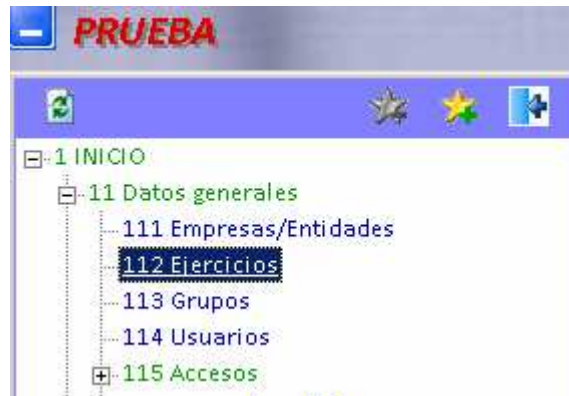 PRUEBA
1 INICIO
11 Datos generales
111 Empresas/Entidades
112 Ejercicios
113 Grupos
114 Usuarios
115 Accesos